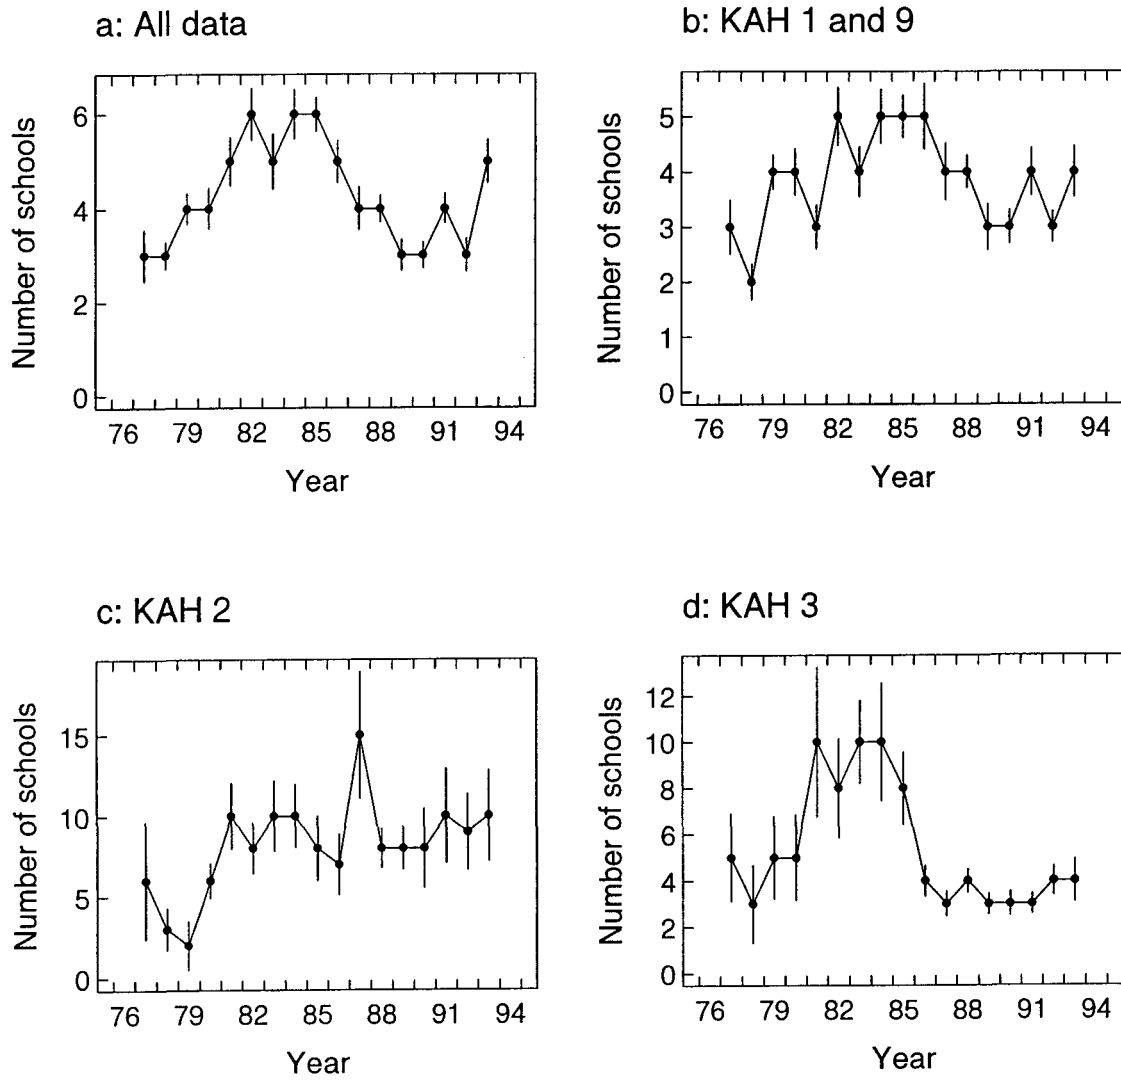 a: All data
Number of schools
6
4
2
0
76 79 82 85 88 91 94
Year
b: KAH 1 and 9
Number of schools
5
4
3
2
1
0
76 79 82 85 88 91 94
Year
c: KAH 2
Number of schools
15
10
5
0
76 79 82 85 88 91 94
Year
d: KAH 3
Number of schools
12
10
8
6
4
2
0
76 79 82 85 88 91 94
Year